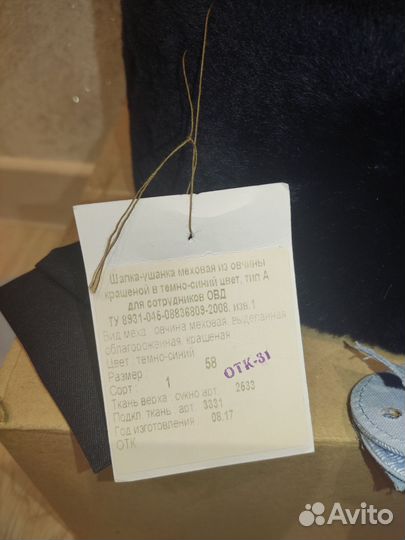 Шапка-ушанка меховая из овчины
крашеной в темно-синий цвет, тип А
для сотрудников ОВД
ТУ 8931-046-08836809-2008, изв.1
Вид меха : овчина меховая, выделанная
облагороженная, крашеная
Цвет : темно-синий
Размер : 58
Сорт : 1
ОТК-31
Ткань верха : сукно арт. 2633
Подкл. ткань : арт. 3331
Год изготовления 08.17
ОТК
Avito